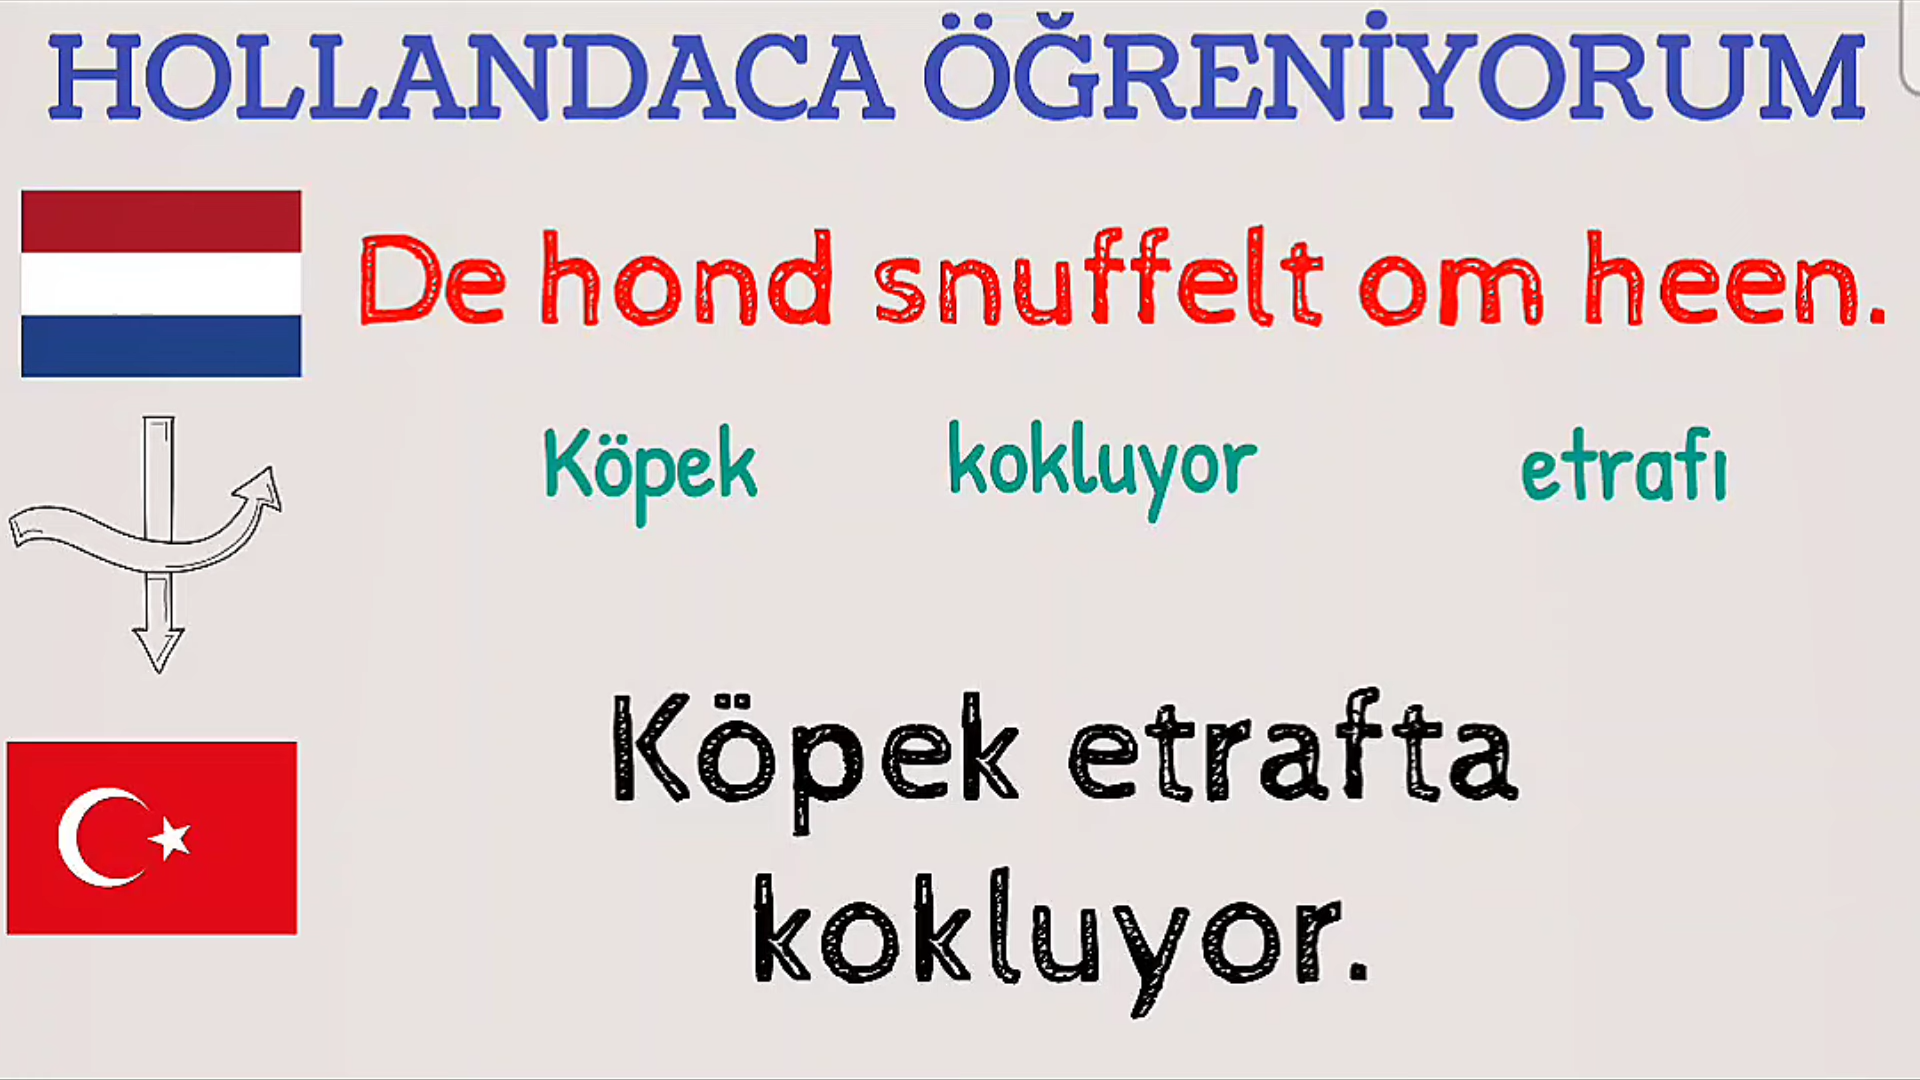 HOLLANDACA ÖĞRENİYORUM
De hond snuffelt om heen.
Köpek kokluyor etrafı
Köpek etrafta
kokluyor.